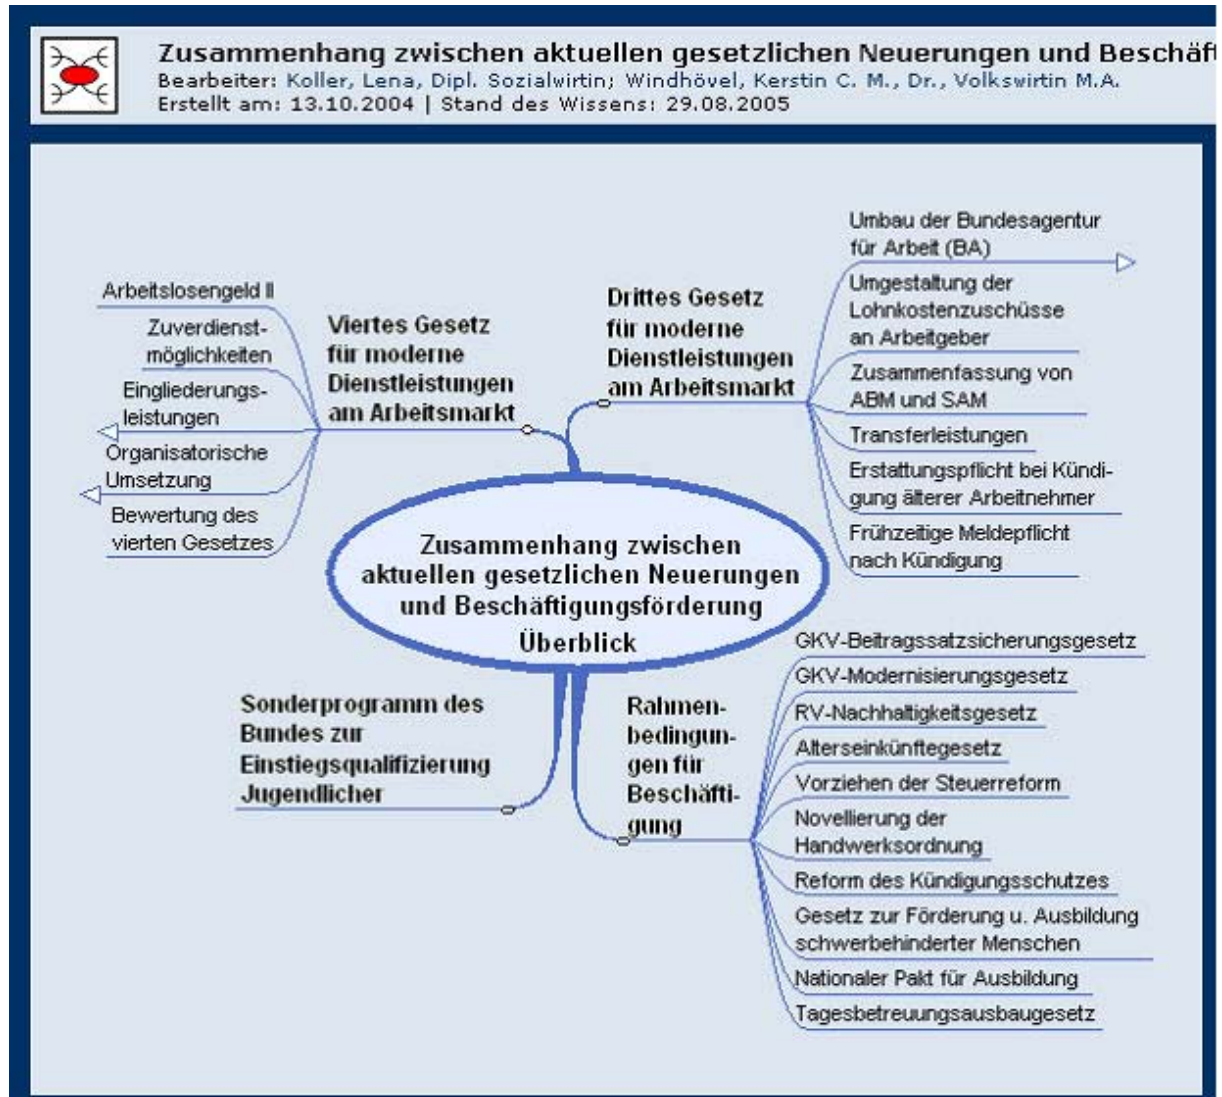 Zusammenhang zwischen aktuellen gesetzlichen Neuerungen und Beschäf
Bearbeiter: Koller, Lena, Dipl. Sozialwirtin; Windhövel, Kerstin C. M., Dr., Volkswirtin M.A.
Erstellt am: 13.10.2004 | Stand des Wissens: 29.08.2005
Arbeitslosengeld II
Zuverdienst-
möglichkeiten
Eingliederungs-
leistungen
Organisatorische
Umsetzung
Bewertung des
vierten Gesetzes
Viertes Gesetz
für moderne
Dienstleistungen
am Arbeitsmarkt
Drittes Gesetz
für moderne
Dienstleistungen
am Arbeitsmarkt
Umbau der Bundesagentur
für Arbeit (BA)
Umgestaltung der
Lohnkostenzuschüsse
an Arbeitgeber
Zusammenfassung von
ABM und SAM
Transferleistungen
Erstattungspflicht bei Kündi-
gung älterer Arbeitnehmer
Frühzeitige Meldepflicht
nach Kündigung
Zusammenhang zwischen
aktuellen gesetzlichen Neuerungen
und Beschäftigungsförderung
Überblick
Sonderprogramm des
Bundes zur
Einstiegsqualifizierung
Jugendlicher
Rahmen-
bedingun-
gen für
Beschäfti-
gung
GKV-Beitragssatzsicherungsgesetz
GKV-Modernisierungsgesetz
RV-Nachhaltigkeitsgesetz
Alterseinkünftegesetz
Vorziehen der Steuerreform
Novellierung der
Handwerksordnung
Reform des Kündigungsschutzes
Gesetz zur Förderung u. Ausbildung
schwerbehinderter Menschen
Nationaler Pakt für Ausbildung
Tagesbetreuungsausbaugesetz